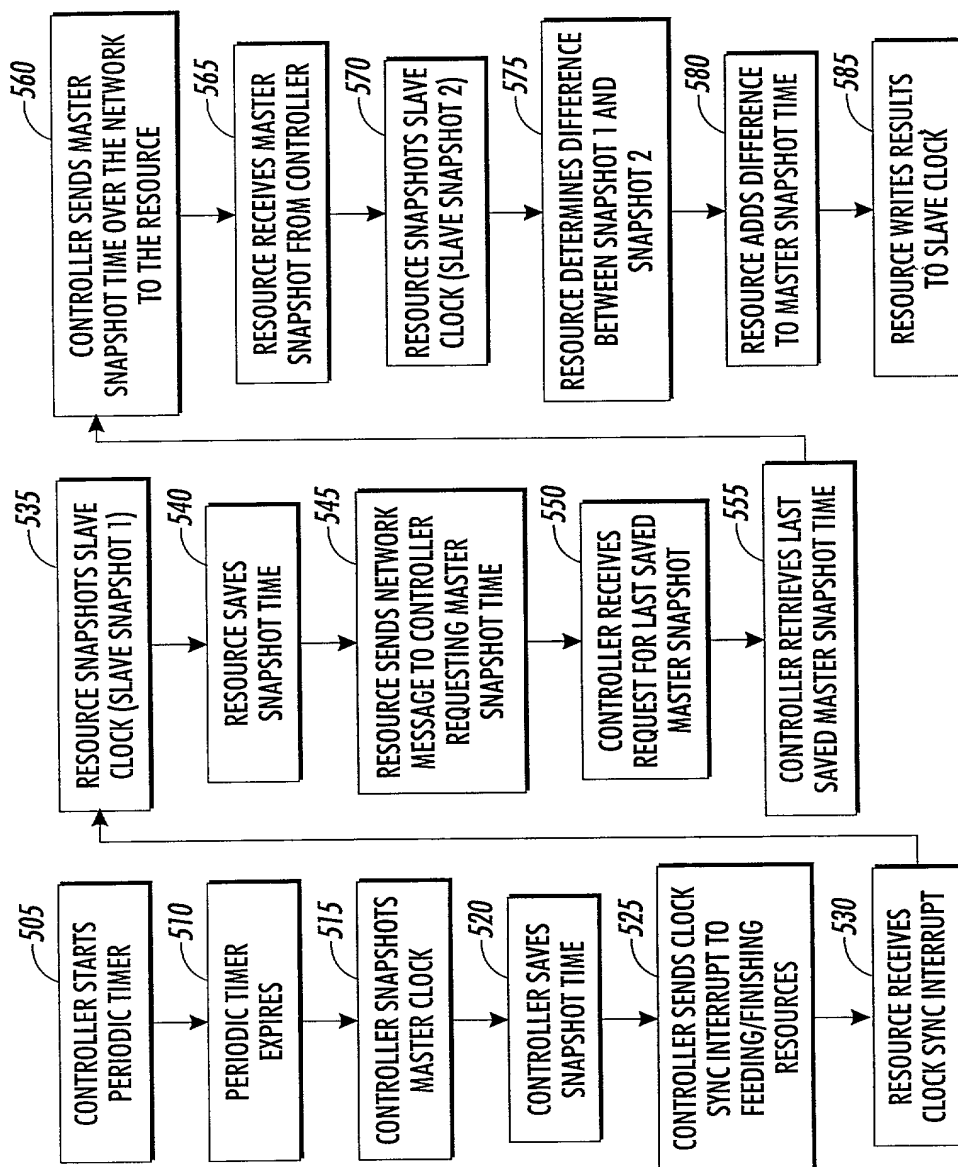 505
CONTROLLER STARTS
PERIODIC TIMER
510
PERIODIC TIMER
EXPIRES
515
CONTROLLER SNAPSHOTS
MASTER CLOCK
520
CONTROLLER SAVES
SNAPSHOT TIME
525
CONTROLLER SENDS CLOCK
SYNC INTERRUPT TO
FEEDING/FINISHING
RESOURCES
530
RESOURCE RECEIVES
CLOCK SYNC INTERRUPT
535
RESOURCE SNAPSHOTS SLAVE
CLOCK (SLAVE SNAPSHOT 1)
540
RESOURCE SAVES
SNAPSHOT TIME
545
RESOURCE SENDS NETWORK
MESSAGE TO CONTROLLER
REQUESTING MASTER
SNAPSHOT TIME
550
CONTROLLER RECEIVES
REQUEST FOR LAST SAVED
MASTER SNAPSHOT
555
CONTROLLER RETRIEVES LAST
SAVED MASTER SNAPSHOT TIME
560
CONTROLLER SENDS MASTER
SNAPSHOT TIME OVER THE NETWORK
TO THE RESOURCE
565
RESOURCE RECEIVES MASTER
SNAPSHOT FROM CONTROLLER
570
RESOURCE SNAPSHOTS SLAVE
CLOCK (SLAVE SNAPSHOT 2)
575
RESOURCE DETERMINES DIFFERENCE
BETWEEN SNAPSHOT 1 AND
SNAPSHOT 2
580
RESOURCE ADDS DIFFERENCE
TO MASTER SNAPSHOT TIME
585
RESOURCE WRITES RESULTS
TO SLAVE CLOCK